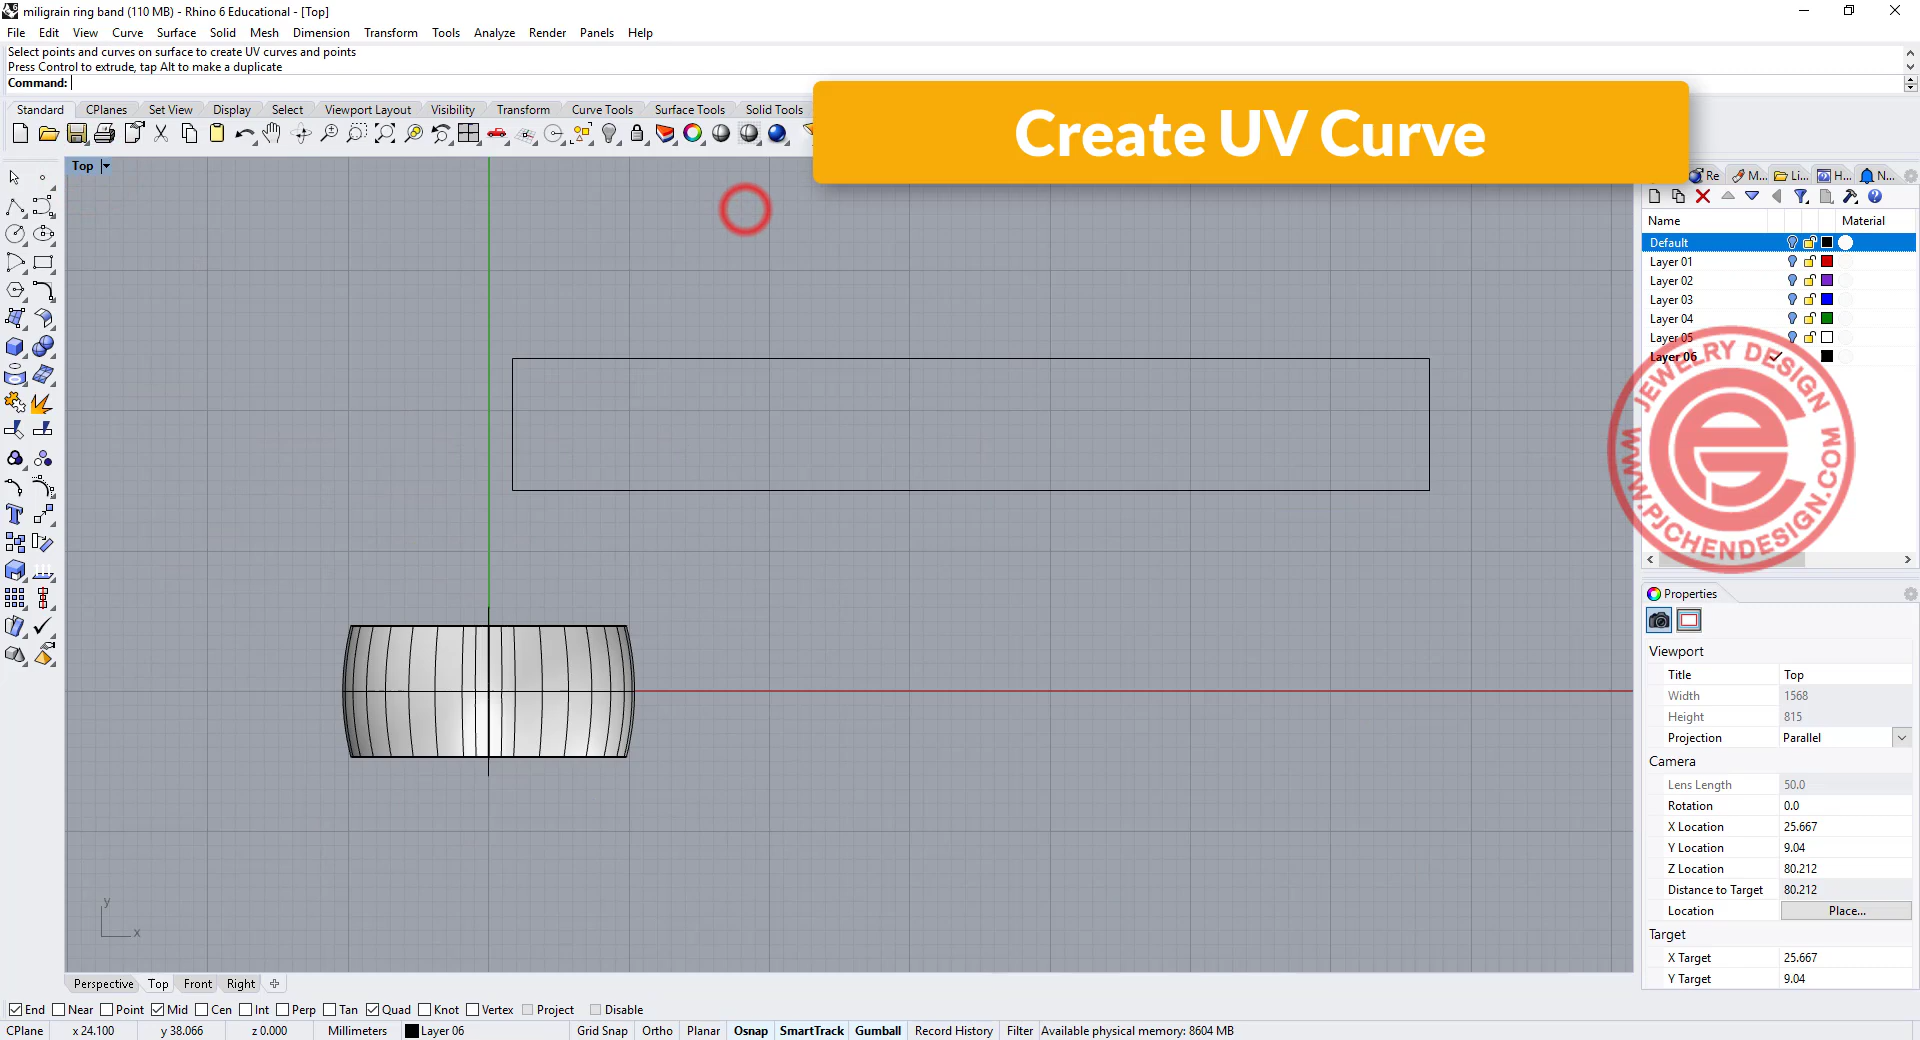 miligrain ring band (110 MB) - Rhino 6 Educational - [Top]
File Edit View Curve Surface Solid Mesh Dimension Transform Tools Analyze Render Panels Help
Select points and curves on surface to create UV curves and points
Press Control to extrude, tap Alt to make a duplicate
Command:
Create UV Curve
Standard CPlanes Set View Display Select Viewport Layout Visibility Transform Curve Tools Surface Tools Solid Tools
Top
Re M... Li... H... N...
Name Material
Default
Layer 01
Layer 02
Layer 03
Layer 04
Layer 05
Layer 06
JEWELRY DESIGN
WWW.PJCHENDESIGN.COM
Properties
Viewport
Title Top
Width 1568
Height 815
Projection Parallel
Camera
Lens Length 50.0
Rotation 0.0
X Location 25.667
Y Location 9.04
Z Location 80.212
Distance to Target 80.212
Location Place...
Target
X Target 25.667
Y Target 9.04
y
x
Perspective Top Front Right
End Near Point Mid Cen Int Perp Tan Quad Knot Vertex Project Disable
CPlane x 24.100 y 38.066 z 0.000 Millimeters Layer 06 Grid Snap Ortho Planar Osnap SmartTrack Gumball Record History Filter Available physical memory: 8604 MB